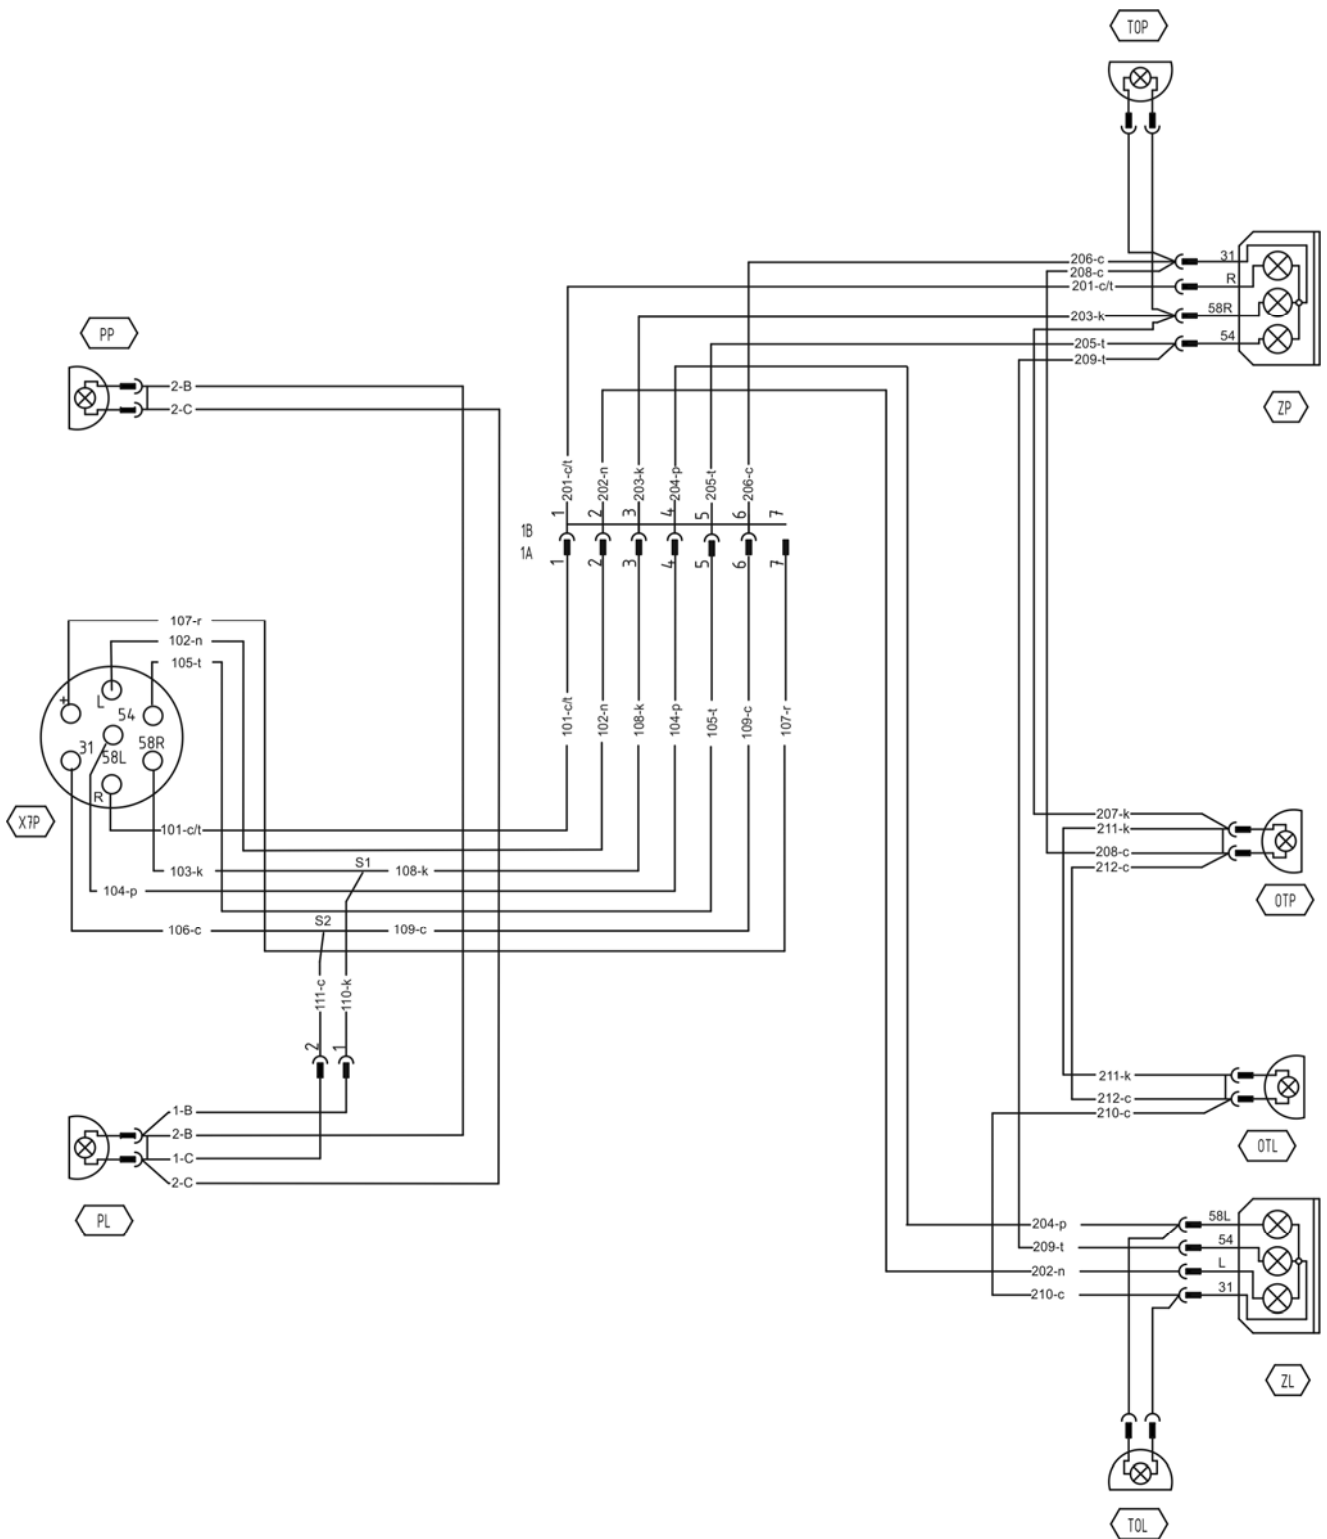 TOP
206-c
31
208-c
201-c/t
R
203-k
58R
205-t
54
209-t
ZP
PP
2-B
2-C
201-c/t
202-n
203-k
204-p
205-t
206-c
1 2 3 4 5 6 7
1B
1A
1 2 3 4 5 6 7
107-r
102-n
105-t
+
L
54
31
58L
58R
R
X7P
101-c/t
102-n
108-k
104-p
105-t
109-c
107-r
101-c/t
S1
103-k
108-k
104-p
S2
106-c
109-c
111-c
110-k
2 1
1-B
2-B
1-C
2-C
PL
207-k
211-k
208-c
212-c
OTP
211-k
212-c
210-c
OTL
204-p
58L
209-t
54
202-n
L
210-c
31
ZL
TOL